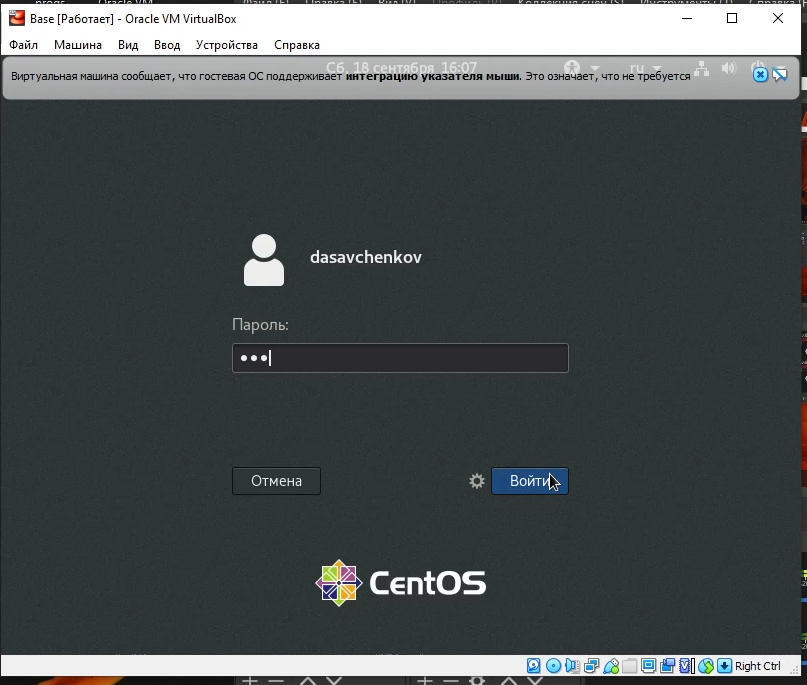 Base [Работает] - Oracle VM VirtualBox
Файл Машина Вид Ввод Устройства Справка
Сб, 18 сентября 16:07 ru
Виртуальная машина сообщает, что гостевая ОС поддерживает интеграцию указателя мыши. Это означает, что не требуется
dasavchenkov
Пароль:
Отмена Войти
CentOS
Right Ctrl